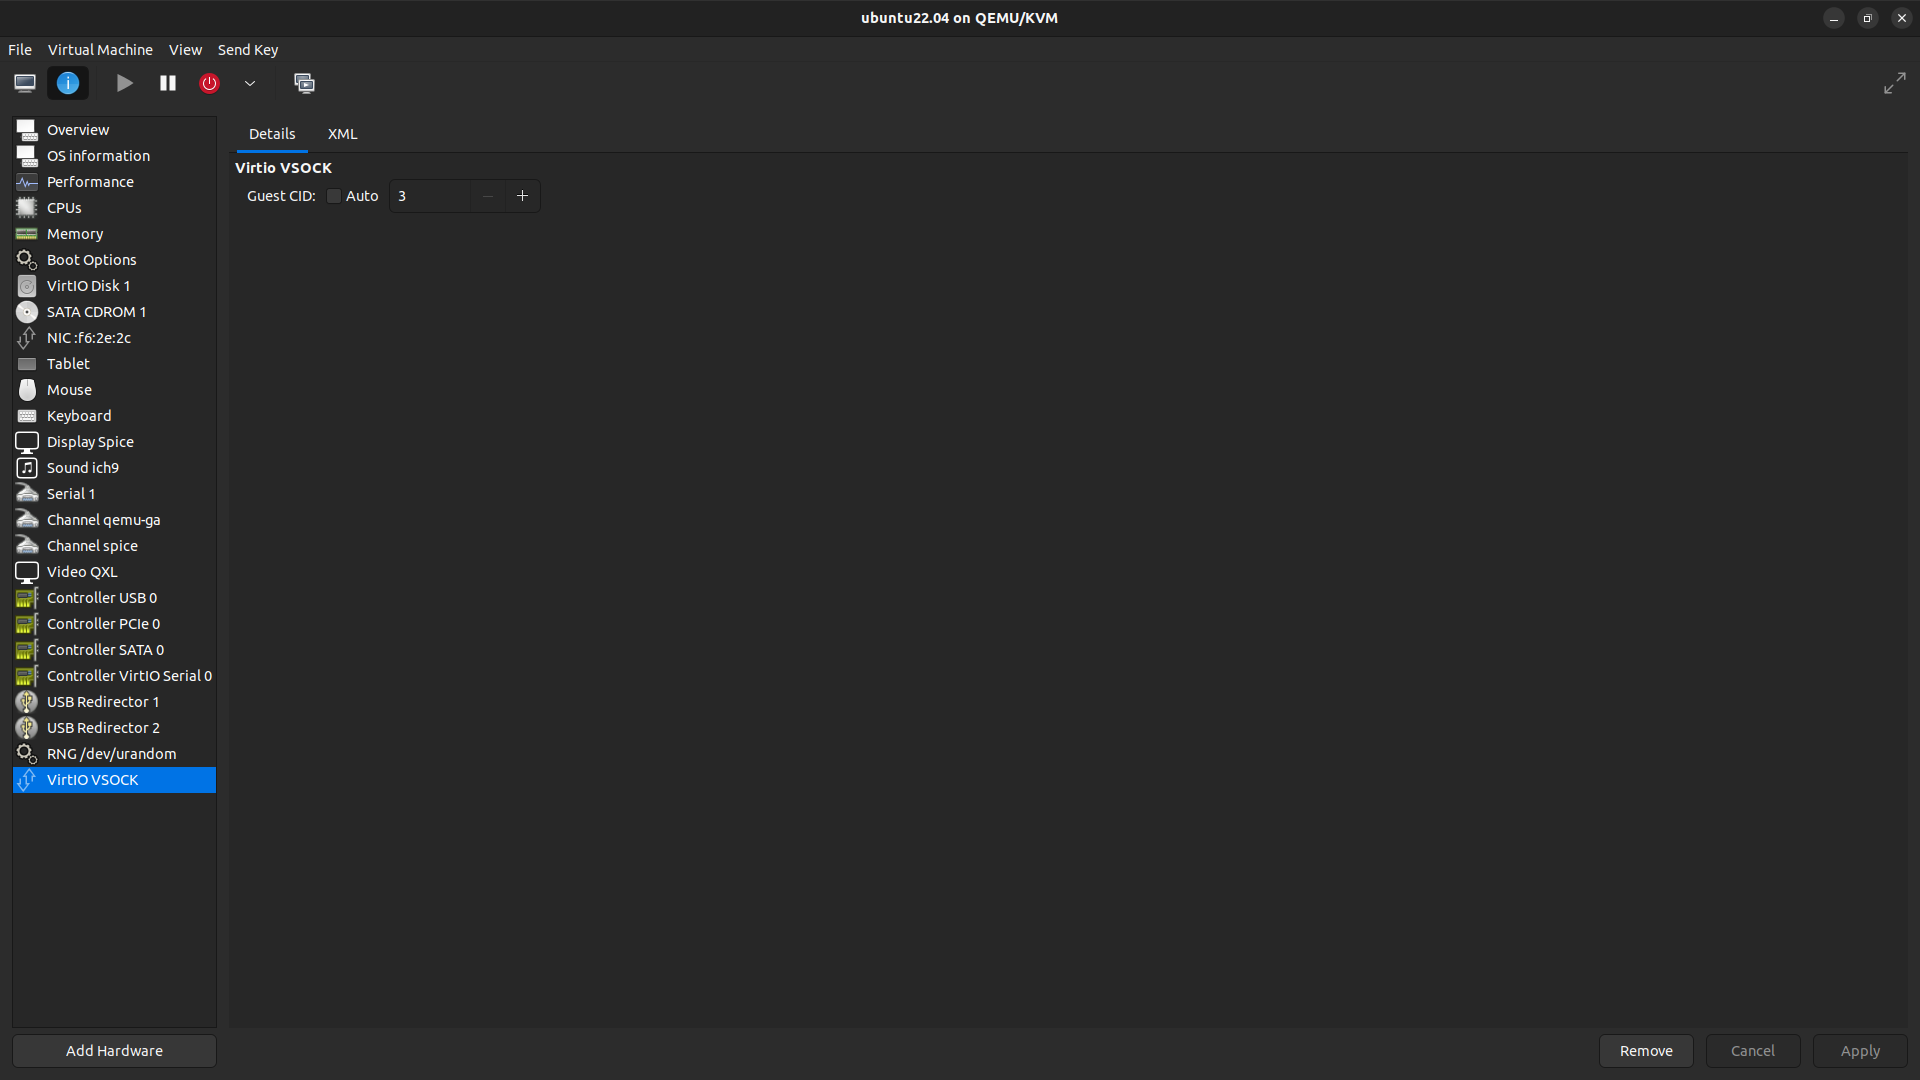 ubuntu22.04 on QEMU/KVM
File Virtual Machine View Send Key
Details XML
Overview
OS information
Performance
CPUs
Memory
Boot Options
VirtIO Disk 1
SATA CDROM 1
NIC :f6:2e:2c
Tablet
Mouse
Keyboard
Display Spice
Sound ich9
Serial 1
Channel qemu-ga
Channel spice
Video QXL
Controller USB 0
Controller PCIe 0
Controller SATA 0
Controller VirtIO Serial 0
USB Redirector 1
USB Redirector 2
RNG /dev/urandom
VirtIO VSOCK
Virtio VSOCK
Guest CID: Auto 3
Add Hardware
Remove Cancel Apply